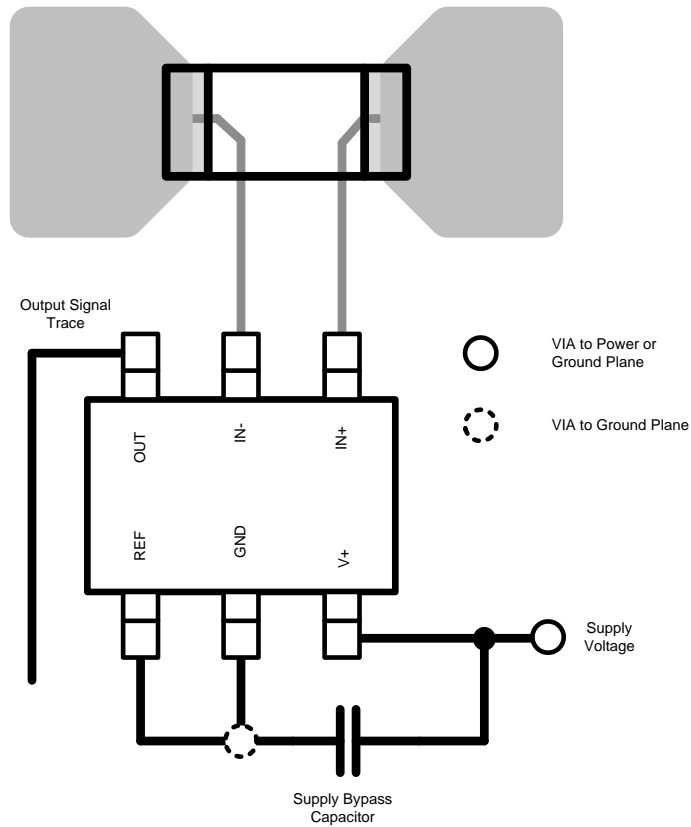 Output Signal
Trace
VIA to Power or
Ground Plane
VIA to Ground Plane
OUT
IN-
IN+
REF
GND
V+
Supply
Voltage
Supply Bypass
Capacitor